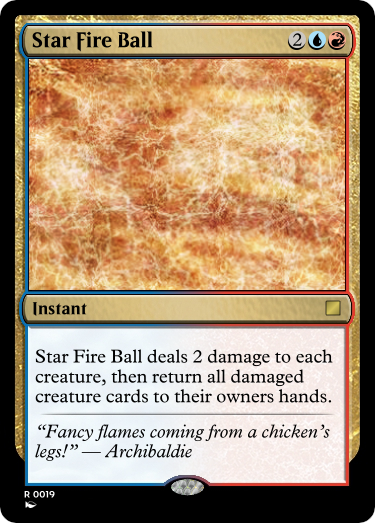 Star Fire Ball 2
Instant
Star Fire Ball deals 2 damage to each
creature, then return all damaged
creature cards to their owners hands.
“Fancy flames coming from a chicken’s
legs!” — Archibaldie
R 0019